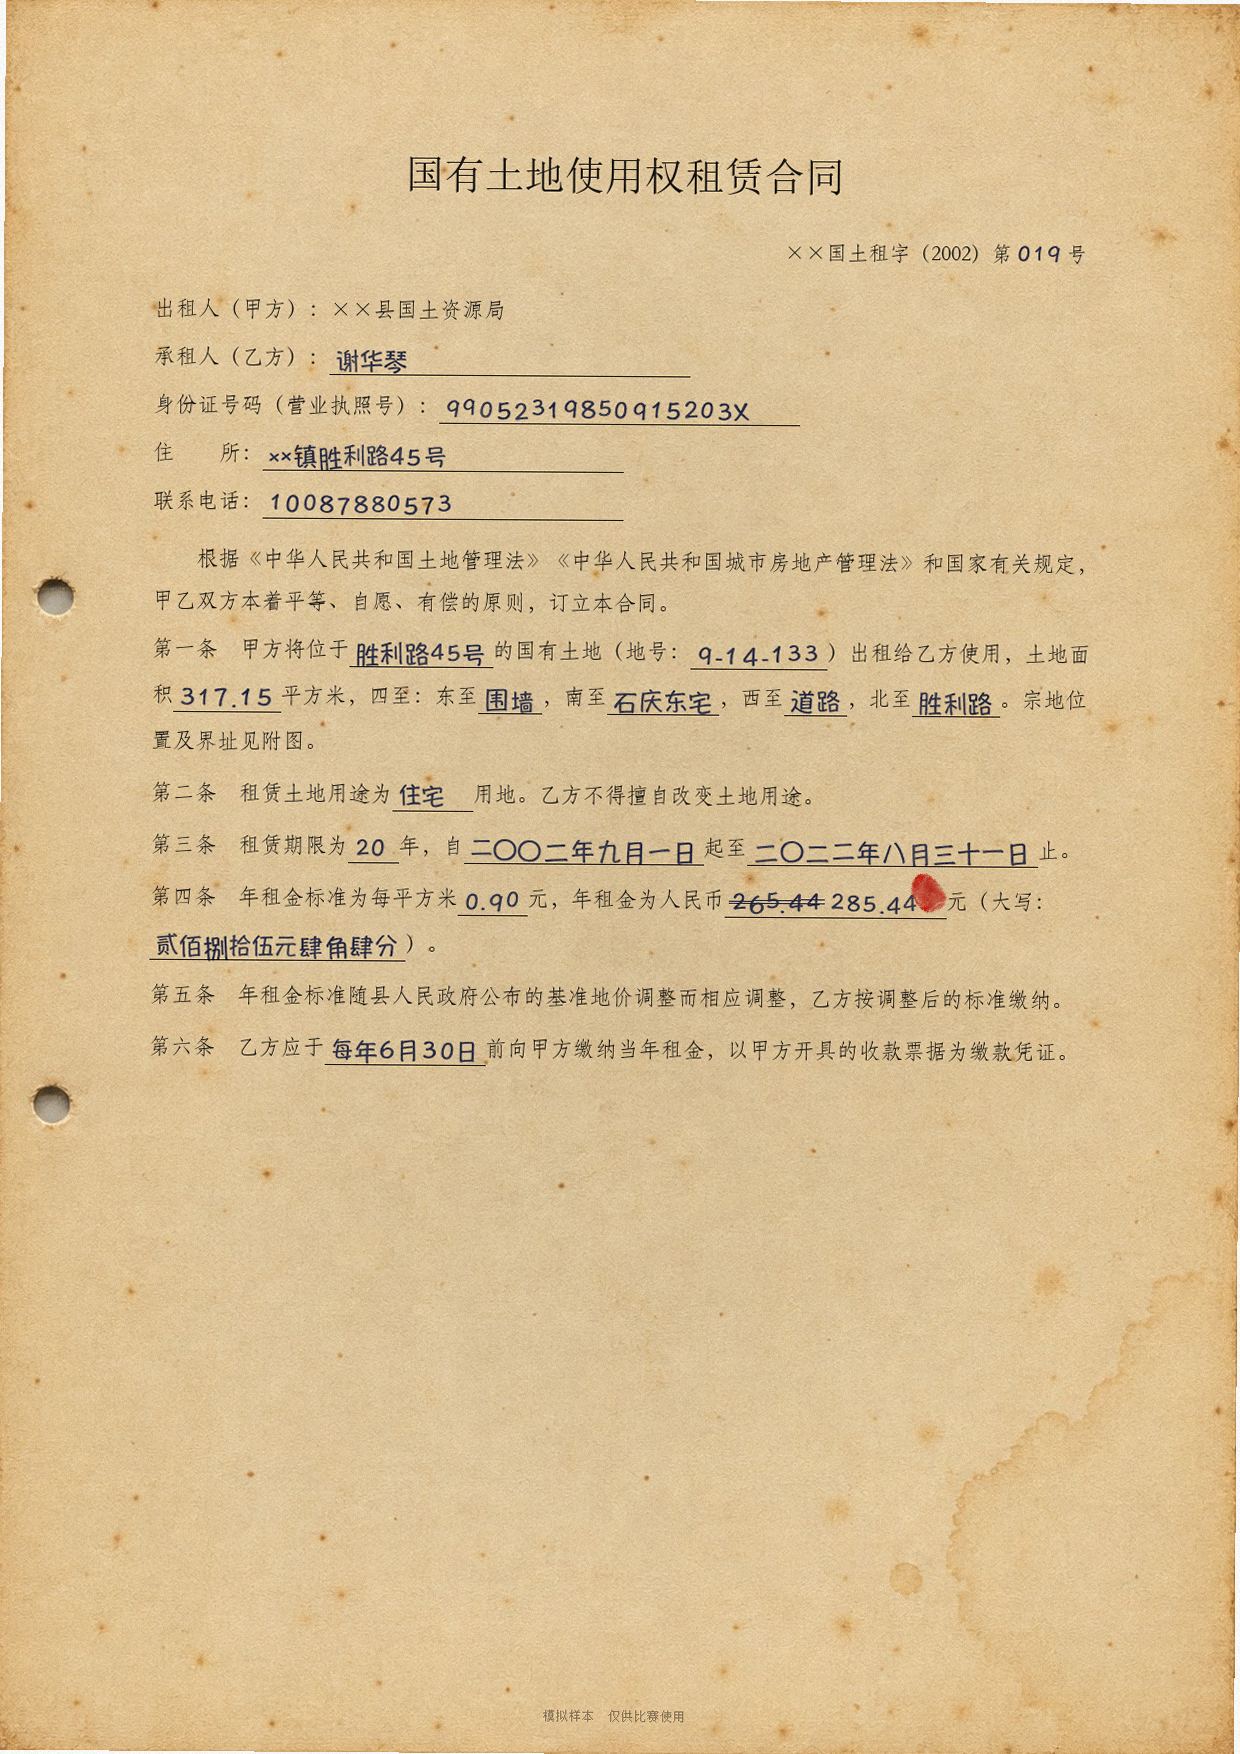 国有土地使用权租赁合同
××国土租字（2002）第019号
出租人（甲方）：××县国土资源局
承租人（乙方）：谢华琴
身份证号码（营业执照号）：99052319850915203X
住　　所：××镇胜利路45号
联系电话：10087880573
根据《中华人民共和国土地管理法》《中华人民共和国城市房地产管理法》和国家有关规定，
甲乙双方本着平等、自愿、有偿的原则，订立本合同。
第一条　甲方将位于胜利路45号的国有土地（地号：9-14-133）出租给乙方使用，土地面
积317.15平方米，四至：东至围墙，南至石庆东宅，西至道路，北至胜利路。宗地位
置及界址见附图。
第二条　租赁土地用途为住宅　用地。乙方不得擅自改变土地用途。
第三条　租赁期限为20年，自二〇〇二年九月一日起至二〇二二年八月三十一日止。
第四条　年租金标准为每平方米0.90元，年租金为人民币265.44 285.44元（大写：
贰佰捌拾伍元肆角肆分）。
第五条　年租金标准随县人民政府公布的基准地价调整而相应调整，乙方按调整后的标准缴纳。
第六条　乙方应于每年6月30日前向甲方缴纳当年租金，以甲方开具的收款票据为缴款凭证。
模拟样本　仅供比赛使用